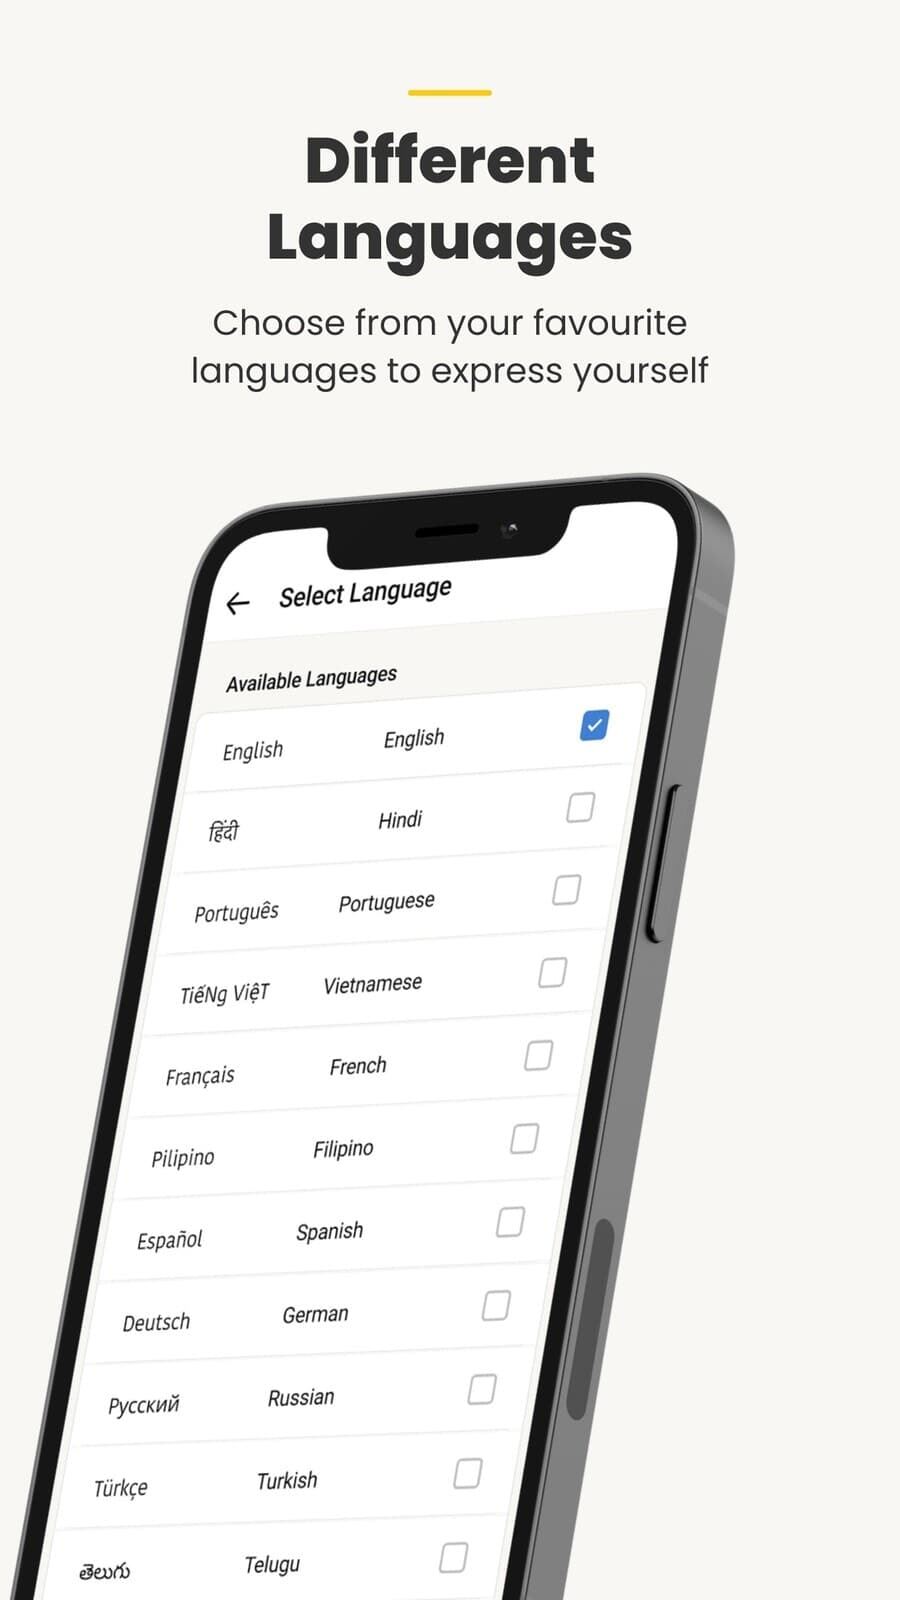 Different
Languages
Choose from your favourite
languages to express yourself
Select Language
Available Languages
English English
हिंदी Hindi
Português Portuguese
TiếNg ViệT Vietnamese
Français French
Pilipino Filipino
Español Spanish
Deutsch German
Русский Russian
Türkçe Turkish
తెలుగు Telugu